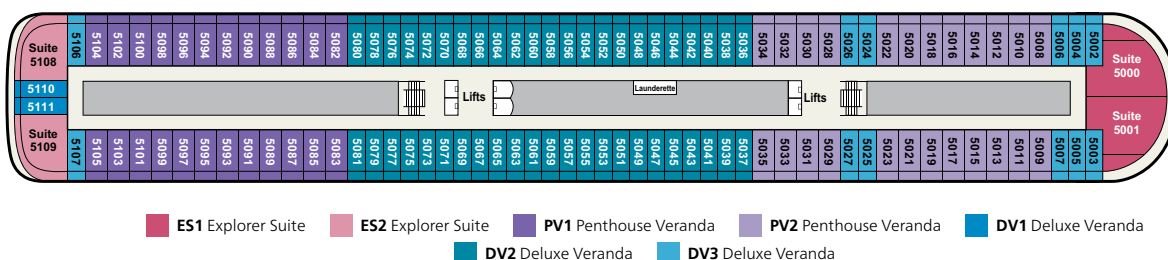 5106 5104 5102 5100 5098 5096 5094 5092 5090 5088 5086 5084 5082 5080 5078 5076 5074 5072 5070 5068 5066 5064 5062 5060 5058 5056 5054 5052 5050 5048 5046 5044 5042 5040 5038 5036 5034 5032 5030 5028 5026 5024 5022 5020 5018 5016 5014 5012 5010 5008 5006 5004 5002
Suite
5108
Suite
5000
5110
5111
Lifts
Launderette
Lifts
Suite
5109
Suite
5001
5107 5105 5103 5101 5099 5097 5095 5093 5091 5089 5087 5085 5083 5081 5079 5077 5075 5073 5071 5069 5067 5065 5063 5061 5059 5057 5055 5053 5051 5049 5047 5045 5043 5041 5039 5037 5035 5033 5031 5029 5027 5025 5023 5021 5019 5017 5015 5013 5011 5009 5007 5005 5003
ES1 Explorer Suite ES2 Explorer Suite PV1 Penthouse Veranda PV2 Penthouse Veranda DV1 Deluxe Veranda
DV2 Deluxe Veranda DV3 Deluxe Veranda